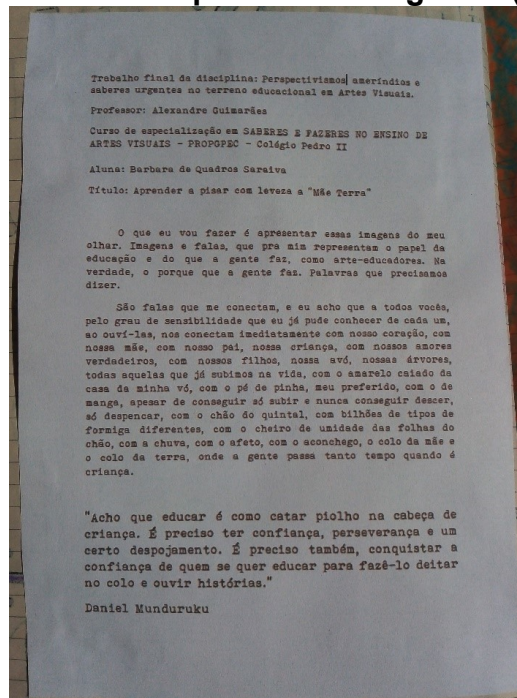 Trabalho final da disciplina: Perspectivismos ameríndios e
saberes urgentes no terreno educacional em Artes Visuais.
Professor: Alexandre Guimarães
Curso de especialização em SABERES E FAZERES NO ENSINO DE
ARTES VISUAIS - PROPGPEC - Colégio Pedro II
Aluna: Barbara de Quadros Saraiva
Título: Aprender a pisar com leveza a "Mãe Terra"
O que eu vou fazer é apresentar essas imagens do meu
olhar. Imagens e falas, que pra mim representam o papel da
educação e do que a gente faz, como arte-educadores. Na
verdade, o porque que a gente faz. Palavras que precisamos
dizer.
São falas que me conectam, e eu acho que a todos vocês,
pelo grau de sensibilidade que eu já pude conhecer de cada um,
ao ouví-las, nos conectam imediatamente com nosso coração, com
nossa mãe, com nosso pai, nossa criança, com nossos amores
verdadeiros, com nossos filhos, nossa avó, nossas árvores,
todas aquelas que já subimos na vida, com o amarelo caiado da
casa da minha vó, com o pé de pinha, meu preferido, com o de
manga, apesar de conseguir só subir e nunca conseguir descer,
só despencar, com o chão do quintal, com bilhões de tipos de
formiga diferentes, com o cheiro de umidade das folhas do
chão, com a chuva, com o afeto, com o aconchego, o colo da mãe e
o colo da terra, onde a gente passa tanto tempo quando é
criança.
"Acho que educar é como catar piolho na cabeça de
criança. É preciso ter confiança, perseverança e um
certo despojamento. É preciso também, conquistar a
confiança de quem se quer educar para fazê-lo deitar
no colo e ouvir histórias."
Daniel Munduruku